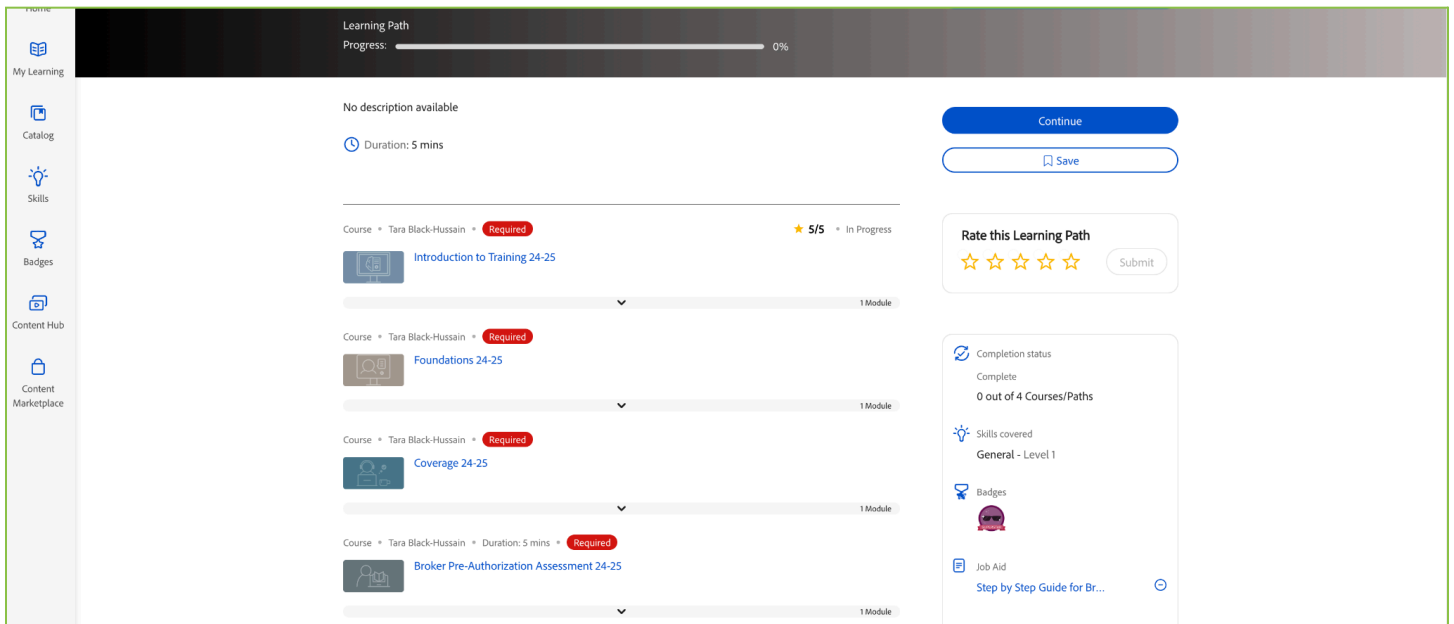 Home
My Learning
Catalog
Skills
Badges
Content Hub
Content
Marketplace
Learning Path
Progress: 0%
No description available
Duration: 5 mins
Course • Tara Black-Hussain • Required ★ 5/5 • In Progress
Introduction to Training 24-25
1 Module
Course • Tara Black-Hussain • Required
Foundations 24-25
1 Module
Course • Tara Black-Hussain • Required
Coverage 24-25
1 Module
Course • Tara Black-Hussain • Duration: 5 mins • Required
Broker Pre-Authorization Assessment 24-25
1 Module
Continue
Save
Rate this Learning Path
Submit
Completion status
Complete
0 out of 4 Courses/Paths
Skills covered
General - Level 1
Badges
Job Aid
Step by Step Guide for Br...